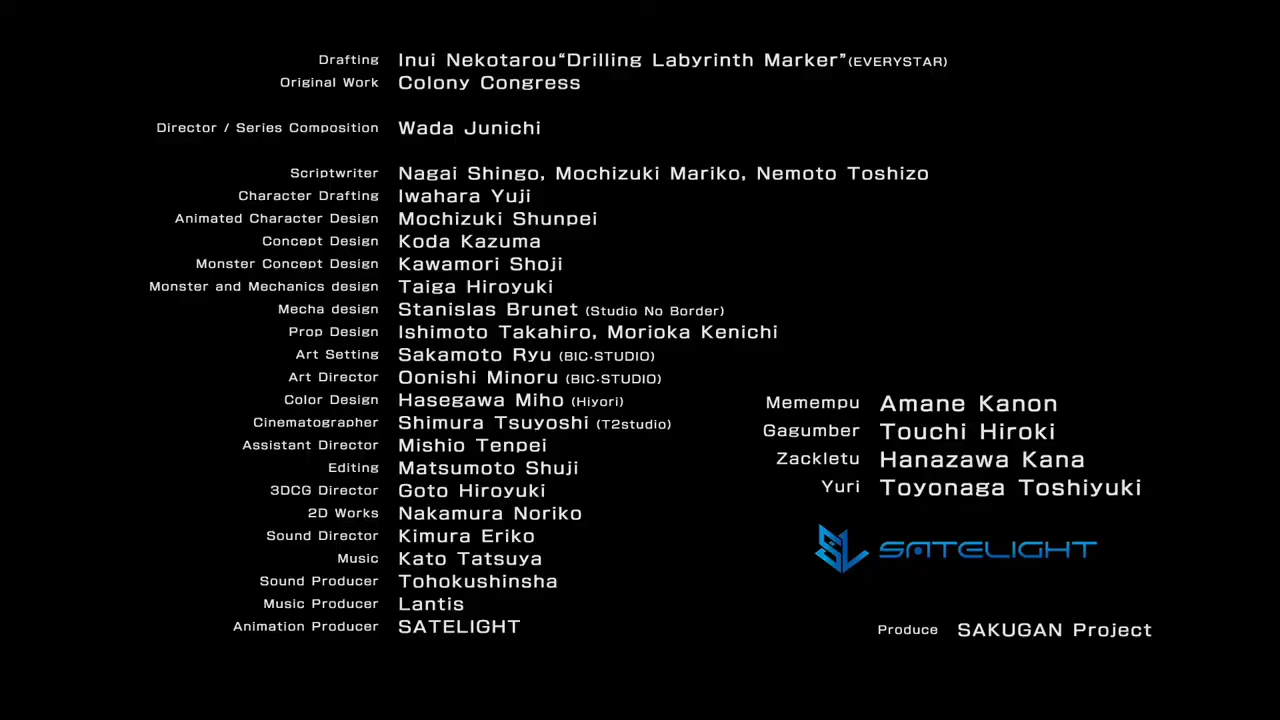 Drafting Inui Nekotarou“Drilling Labyrinth Marker”(EVERYSTAR)
Original Work Colony Congress
Director / Series Composition Wada Junichi
Scriptwriter Nagai Shingo, Mochizuki Mariko, Nemoto Toshizo
Character Drafting Iwahara Yuji
Animated Character Design Mochizuki Shunpei
Concept Design Koda Kazuma
Monster Concept Design Kawamori Shoji
Monster and Mechanics design Taiga Hiroyuki
Mecha design Stanislas Brunet (Studio No Border)
Prop Design Ishimoto Takahiro, Morioka Kenichi
Art Setting Sakamoto Ryu (BIC·STUDIO)
Art Director Oonishi Minoru (BIC·STUDIO)
Color Design Hasegawa Miho (Hiyori)
Cinematographer Shimura Tsuyoshi (T2studio)
Assistant Director Mishio Tenpei
Editing Matsumoto Shuji
3DCG Director Goto Hiroyuki
2D Works Nakamura Noriko
Sound Director Kimura Eriko
Music Kato Tatsuya
Sound Producer Tohokushinsha
Music Producer Lantis
Animation Producer SATELIGHT
Memempu Amane Kanon
Gagumber Touchi Hiroki
Zackletu Hanazawa Kana
Yuri Toyonaga Toshiyuki
SL SATELIGHT
Produce SAKUGAN Project